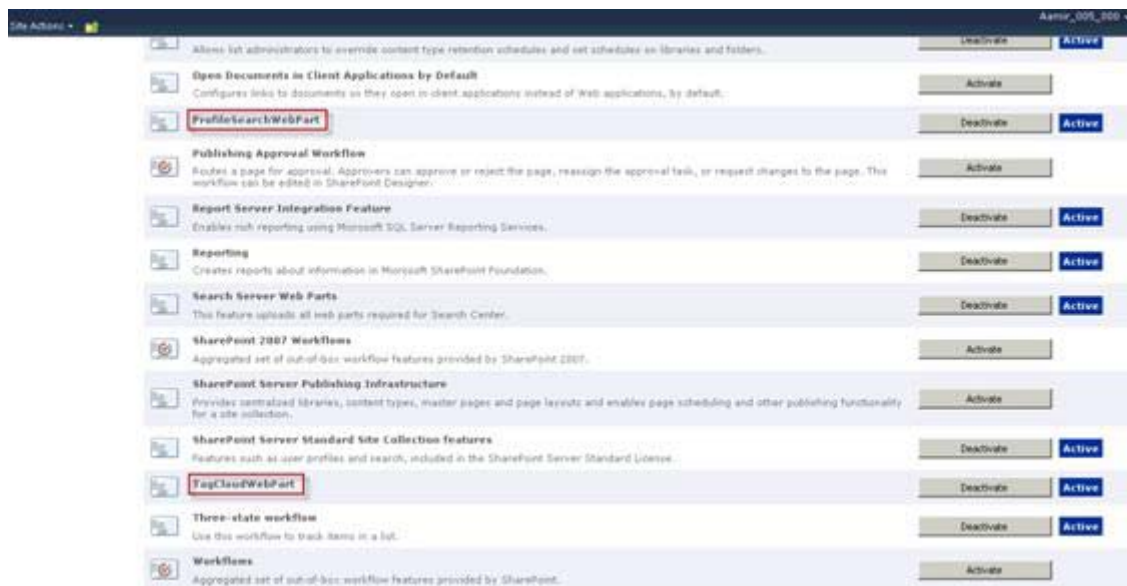 Site Actions
Aamir_005_000
Allows list administrators to override content type retention schedules and set schedules on libraries and folders.
Deactivate
Active
Open Documents in Client Applications by Default
Configures links to documents so they open in client applications instead of Web applications, by default.
Activate
ProfileSearchWebPart
Deactivate
Active
Publishing Approval Workflow
Routes a page for approval. Approvers can approve or reject the page, reassign the approval task, or request changes to the page. This
workflow can be edited in SharePoint Designer.
Activate
Report Server Integration Feature
Enables rich reporting using Microsoft SQL Server Reporting Services.
Deactivate
Active
Reporting
Creates reports about information in Microsoft SharePoint Foundation.
Deactivate
Active
Search Server Web Parts
This feature uploads all web parts required for Search Center.
Deactivate
Active
SharePoint 2007 Workflows
Aggregated set of out-of-box workflow features provided by SharePoint 2007.
Activate
SharePoint Server Publishing Infrastructure
Provides centralized libraries, content types, master pages and page layouts and enables page scheduling and other publishing functionality
for a site collection.
Activate
SharePoint Server Standard Site Collection features
Features such as user profiles and search, included in the SharePoint Server Standard License.
Deactivate
Active
TagCloudWebPart
Deactivate
Active
Three-state workflow
Use this workflow to track items in a list.
Deactivate
Active
Workflows
Aggregated set of out-of-box workflow features provided by SharePoint.
Activate